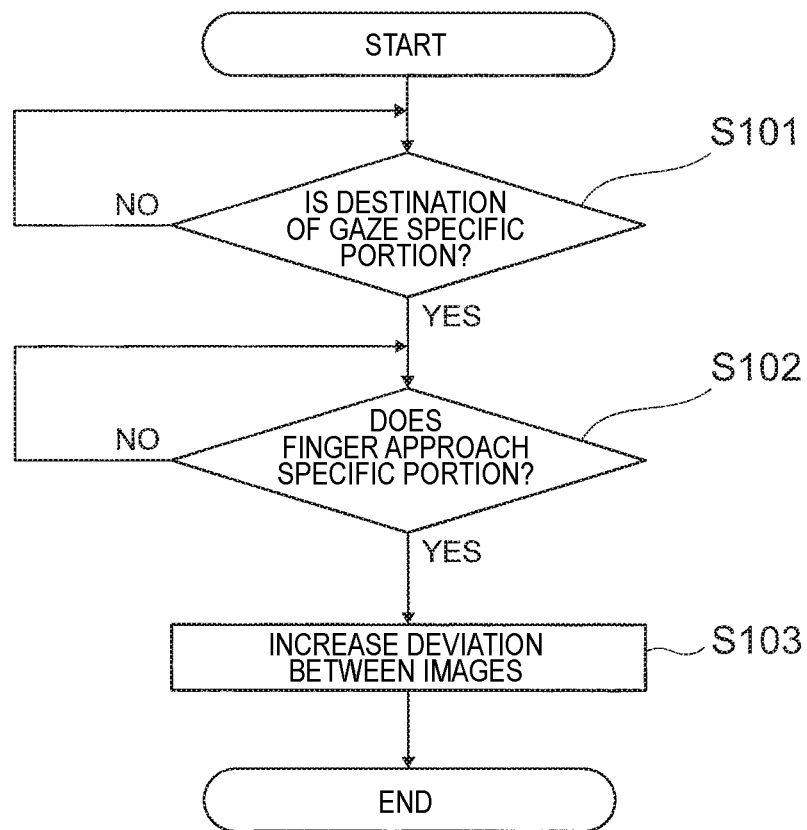 START
S101
IS DESTINATION
OF GAZE SPECIFIC
PORTION?
NO
YES
S102
DOES
FINGER APPROACH
SPECIFIC PORTION?
NO
YES
INCREASE DEVIATION
BETWEEN IMAGES
S103
END